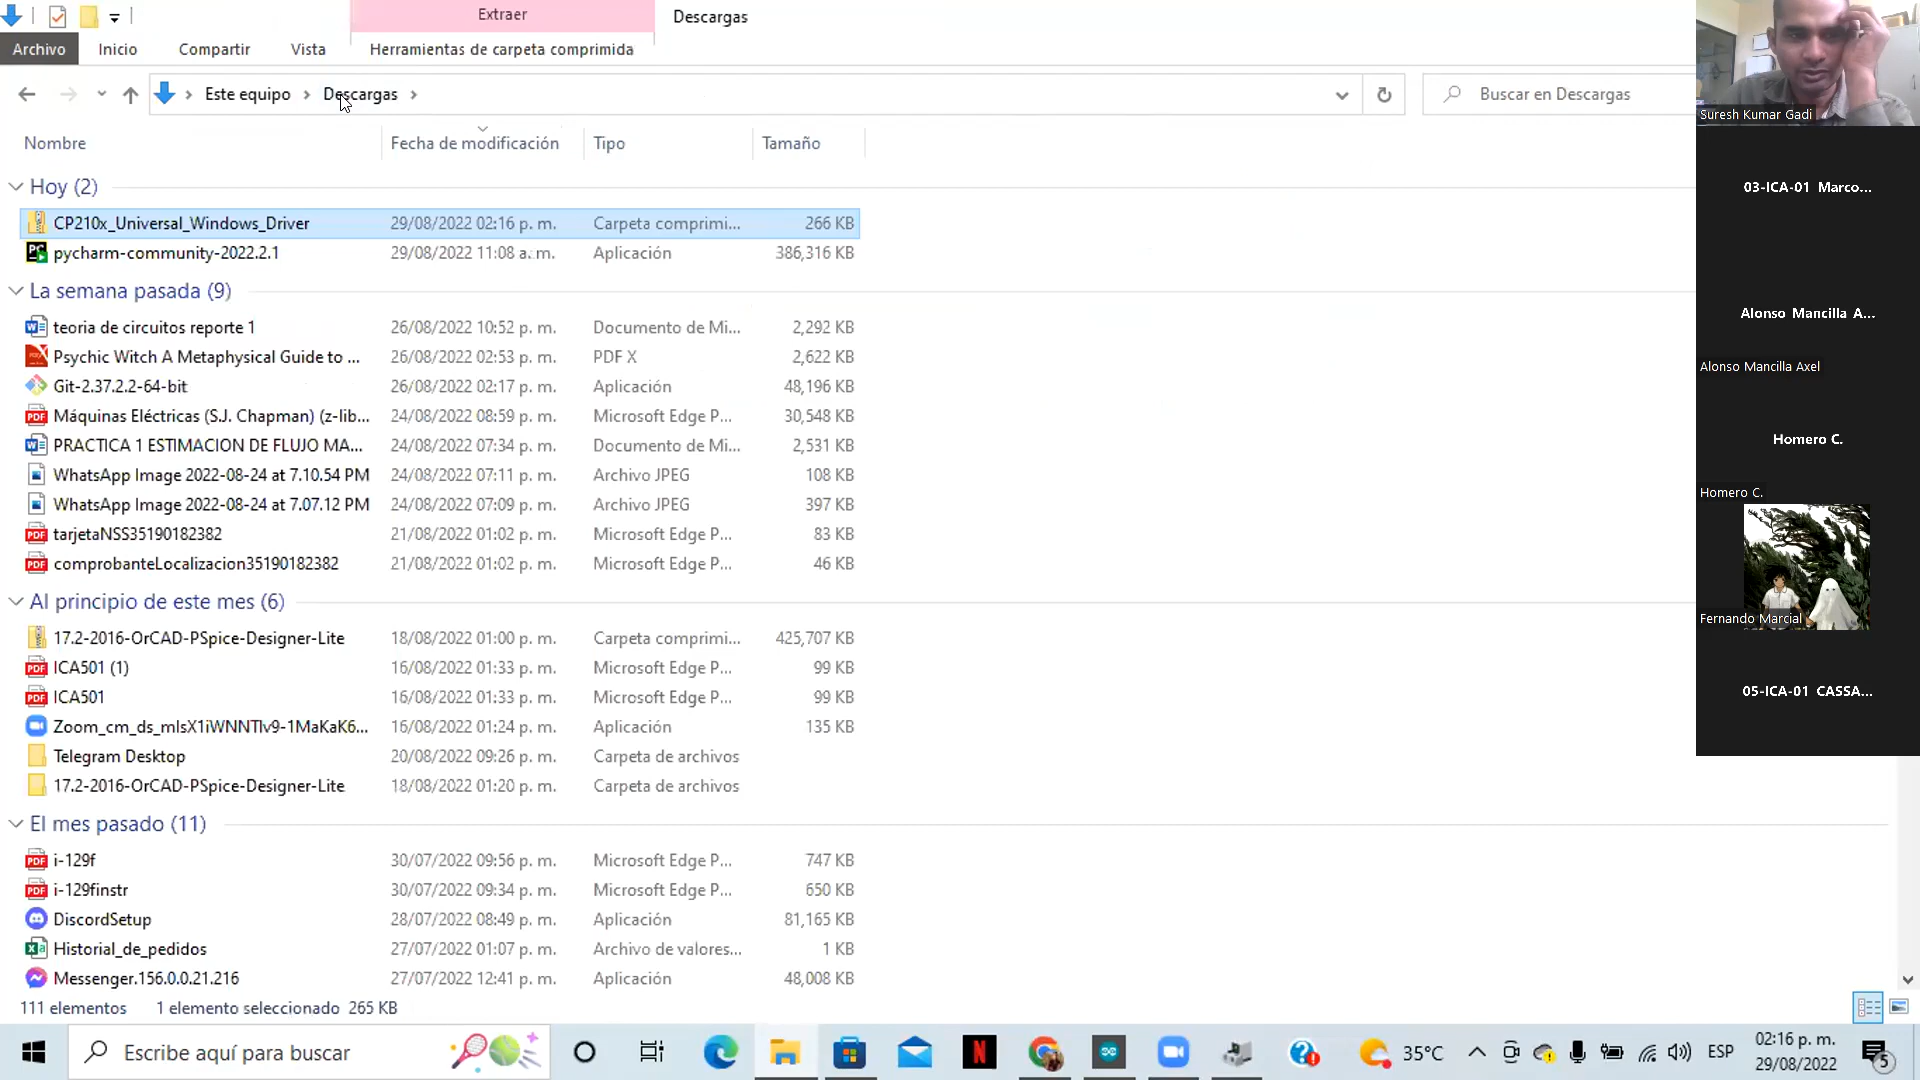 Extraer
Descargas
Archivo
Inicio
Compartir
Vista
Herramientas de carpeta comprimida
Este equipo
Descargas
Buscar en Descargas
Nombre
Fecha de modificación
Tipo
Tamaño
Hoy (2)
CP210x_Universal_Windows_Driver 29/08/2022 02:16 p. m. Carpeta comprimi... 266 KB
pycharm-community-2022.2.1 29/08/2022 11:08 a. m. Aplicación 386,316 KB
La semana pasada (9)
teoria de circuitos reporte 1 26/08/2022 10:52 p. m. Documento de Mi... 2,292 KB
Psychic Witch A Metaphysical Guide to ... 26/08/2022 02:53 p. m. PDF X 2,622 KB
Git-2.37.2.2-64-bit 26/08/2022 02:17 p. m. Aplicación 48,196 KB
Máquinas Eléctricas (S.J. Chapman) (z-lib... 24/08/2022 08:59 p. m. Microsoft Edge P... 30,548 KB
PRACTICA 1 ESTIMACION DE FLUJO MA... 24/08/2022 07:34 p. m. Documento de Mi... 2,531 KB
WhatsApp Image 2022-08-24 at 7.10.54 PM 24/08/2022 07:11 p. m. Archivo JPEG 108 KB
WhatsApp Image 2022-08-24 at 7.07.12 PM 24/08/2022 07:09 p. m. Archivo JPEG 397 KB
tarjetaNSS35190182382 21/08/2022 01:02 p. m. Microsoft Edge P... 83 KB
comprobanteLocalizacion35190182382 21/08/2022 01:02 p. m. Microsoft Edge P... 46 KB
Al principio de este mes (6)
17.2-2016-OrCAD-PSpice-Designer-Lite 18/08/2022 01:00 p. m. Carpeta comprimi... 425,707 KB
ICA501 (1) 16/08/2022 01:33 p. m. Microsoft Edge P... 99 KB
ICA501 16/08/2022 01:33 p. m. Microsoft Edge P... 99 KB
Zoom_cm_ds_mlsX1iWNNTlv9-1MaKaK6... 16/08/2022 01:24 p. m. Aplicación 135 KB
Telegram Desktop 20/08/2022 09:26 p. m. Carpeta de archivos
17.2-2016-OrCAD-PSpice-Designer-Lite 18/08/2022 01:20 p. m. Carpeta de archivos
El mes pasado (11)
i-129f 30/07/2022 09:56 p. m. Microsoft Edge P... 747 KB
i-129finstr 30/07/2022 09:34 p. m. Microsoft Edge P... 650 KB
DiscordSetup 28/07/2022 08:49 p. m. Aplicación 81,165 KB
Historial_de_pedidos 27/07/2022 01:07 p. m. Archivo de valores... 1 KB
Messenger.156.0.0.21.216 27/07/2022 12:41 p. m. Aplicación 48,008 KB
111 elementos 1 elemento seleccionado 265 KB
Suresh Kumar Gadi
03-ICA-01 Marco...
Alonso Mancilla A...
Alonso Mancilla Axel
Homero C.
Homero C.
Fernando Marcial
05-ICA-01 CASSA...
Escribe aquí para buscar
35°C
ESP
02:16 p. m.
29/08/2022
5